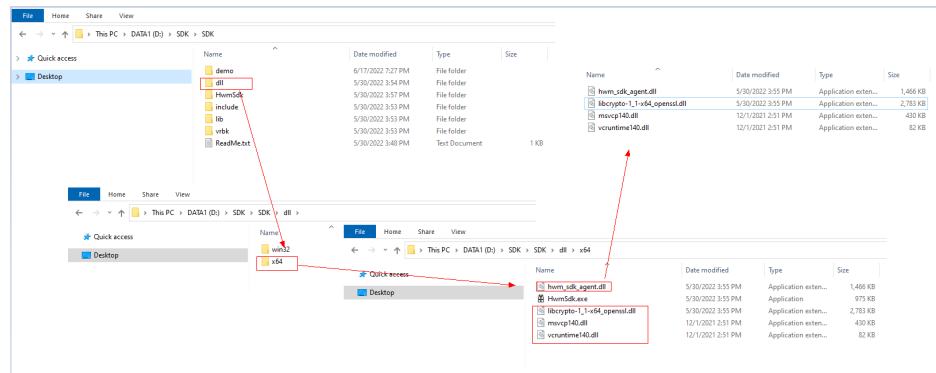 File Home Share View
This PC > DATA1 (D:) > SDK > SDK
Quick access
Desktop
Name Date modified Type Size
demo 6/17/2022 7:27 PM File folder
dll 5/30/2022 3:54 PM File folder
HwmSdk 5/30/2022 3:57 PM File folder
include 5/30/2022 3:53 PM File folder
lib 5/30/2022 3:53 PM File folder
vrbk 5/30/2022 3:53 PM File folder
ReadMe.txt 5/30/2022 3:48 PM Text Document 1 KB
Name Date modified Type Size
hwm_sdk_agent.dll 5/30/2022 3:55 PM Application exten... 1,466 KB
libcrypto-1_1-x64_openssl.dll 5/30/2022 3:55 PM Application exten... 2,783 KB
msvcp140.dll 12/1/2021 2:51 PM Application exten... 430 KB
vcruntime140.dll 12/1/2021 2:51 PM Application exten... 82 KB
File Home Share View
This PC > DATA1 (D:) > SDK > SDK > dll >
Quick access
Desktop
Name
win32
x64
File Home Share View
This PC > DATA1 (D:) > SDK > SDK > dll > x64
Quick access
Desktop
Name Date modified Type Size
hwm_sdk_agent.dll 5/30/2022 3:55 PM Application exten... 1,466 KB
HwmSdk.exe 5/30/2022 3:55 PM Application 975 KB
libcrypto-1_1-x64_openssl.dll 5/30/2022 3:55 PM Application exten... 2,783 KB
msvcp140.dll 12/1/2021 2:51 PM Application exten... 430 KB
vcruntime140.dll 12/1/2021 2:51 PM Application exten... 82 KB